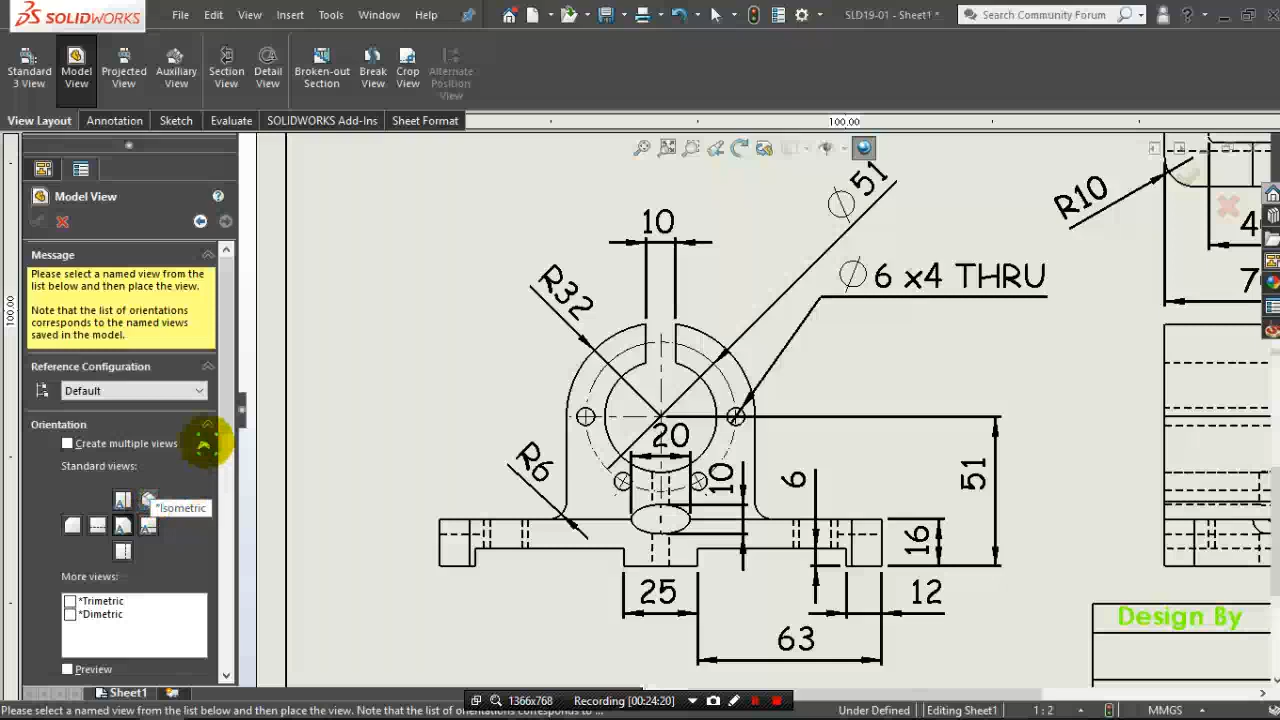 SOLIDWORKS
File Edit View Insert Tools Window Help
SLD19-01 - Sheet1 *
Search Community Forum
Standard 3 View
Model View
Projected View
Auxiliary View
Section View
Detail View
Broken-out Section
Break View
Crop View
Alternate Position View
View Layout Annotation Sketch Evaluate SOLIDWORKS Add-Ins Sheet Format
100.00
100.00
Model View
Message
Please select a named view from the
list below and then place the view.
Note that the list of orientations
corresponds to the named views
saved in the model.
Reference Configuration
Default
Orientation
Create multiple views
Standard views:
*Isometric
More views:
*Trimetric
*Dimetric
Preview
∅ 51
10
R32
∅ 6 x4 THRU
R10
4
7
20
R6
10
6
51
16
25
12
63
Design By
Sheet1
1366x768 Recording [00:24:20]
Please select a named view from the list below and then place the view. Note that the list of orientations
Under Defined Editing Sheet1 1 : 2 MMGS